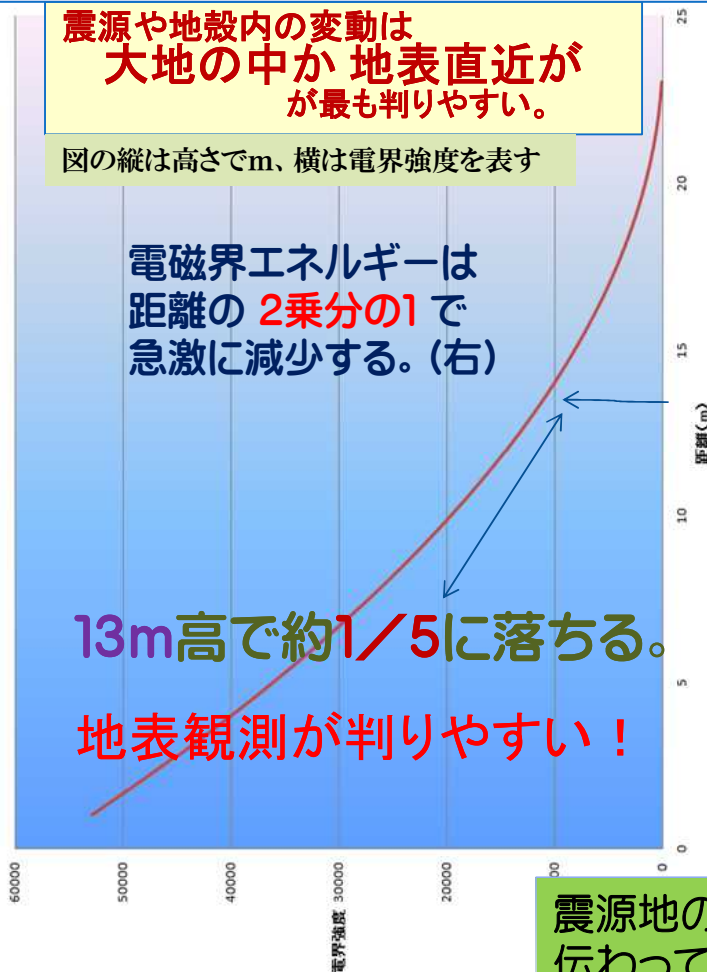 震源や地殻内の変動は
大地の中か 地表直近が
が最も判りやすい。
図の縦は高さでm、横は電界強度を表す
電磁界エネルギーは
距離の 2乗分の1 で
急激に減少する。(右)
13m高で約1/5に落ちる。
地表観測が判りやすい！
25
20
15
距離(m)
10
5
0
60000
50000
40000
30000
20000
0
電界強度
震源地の
伝わって